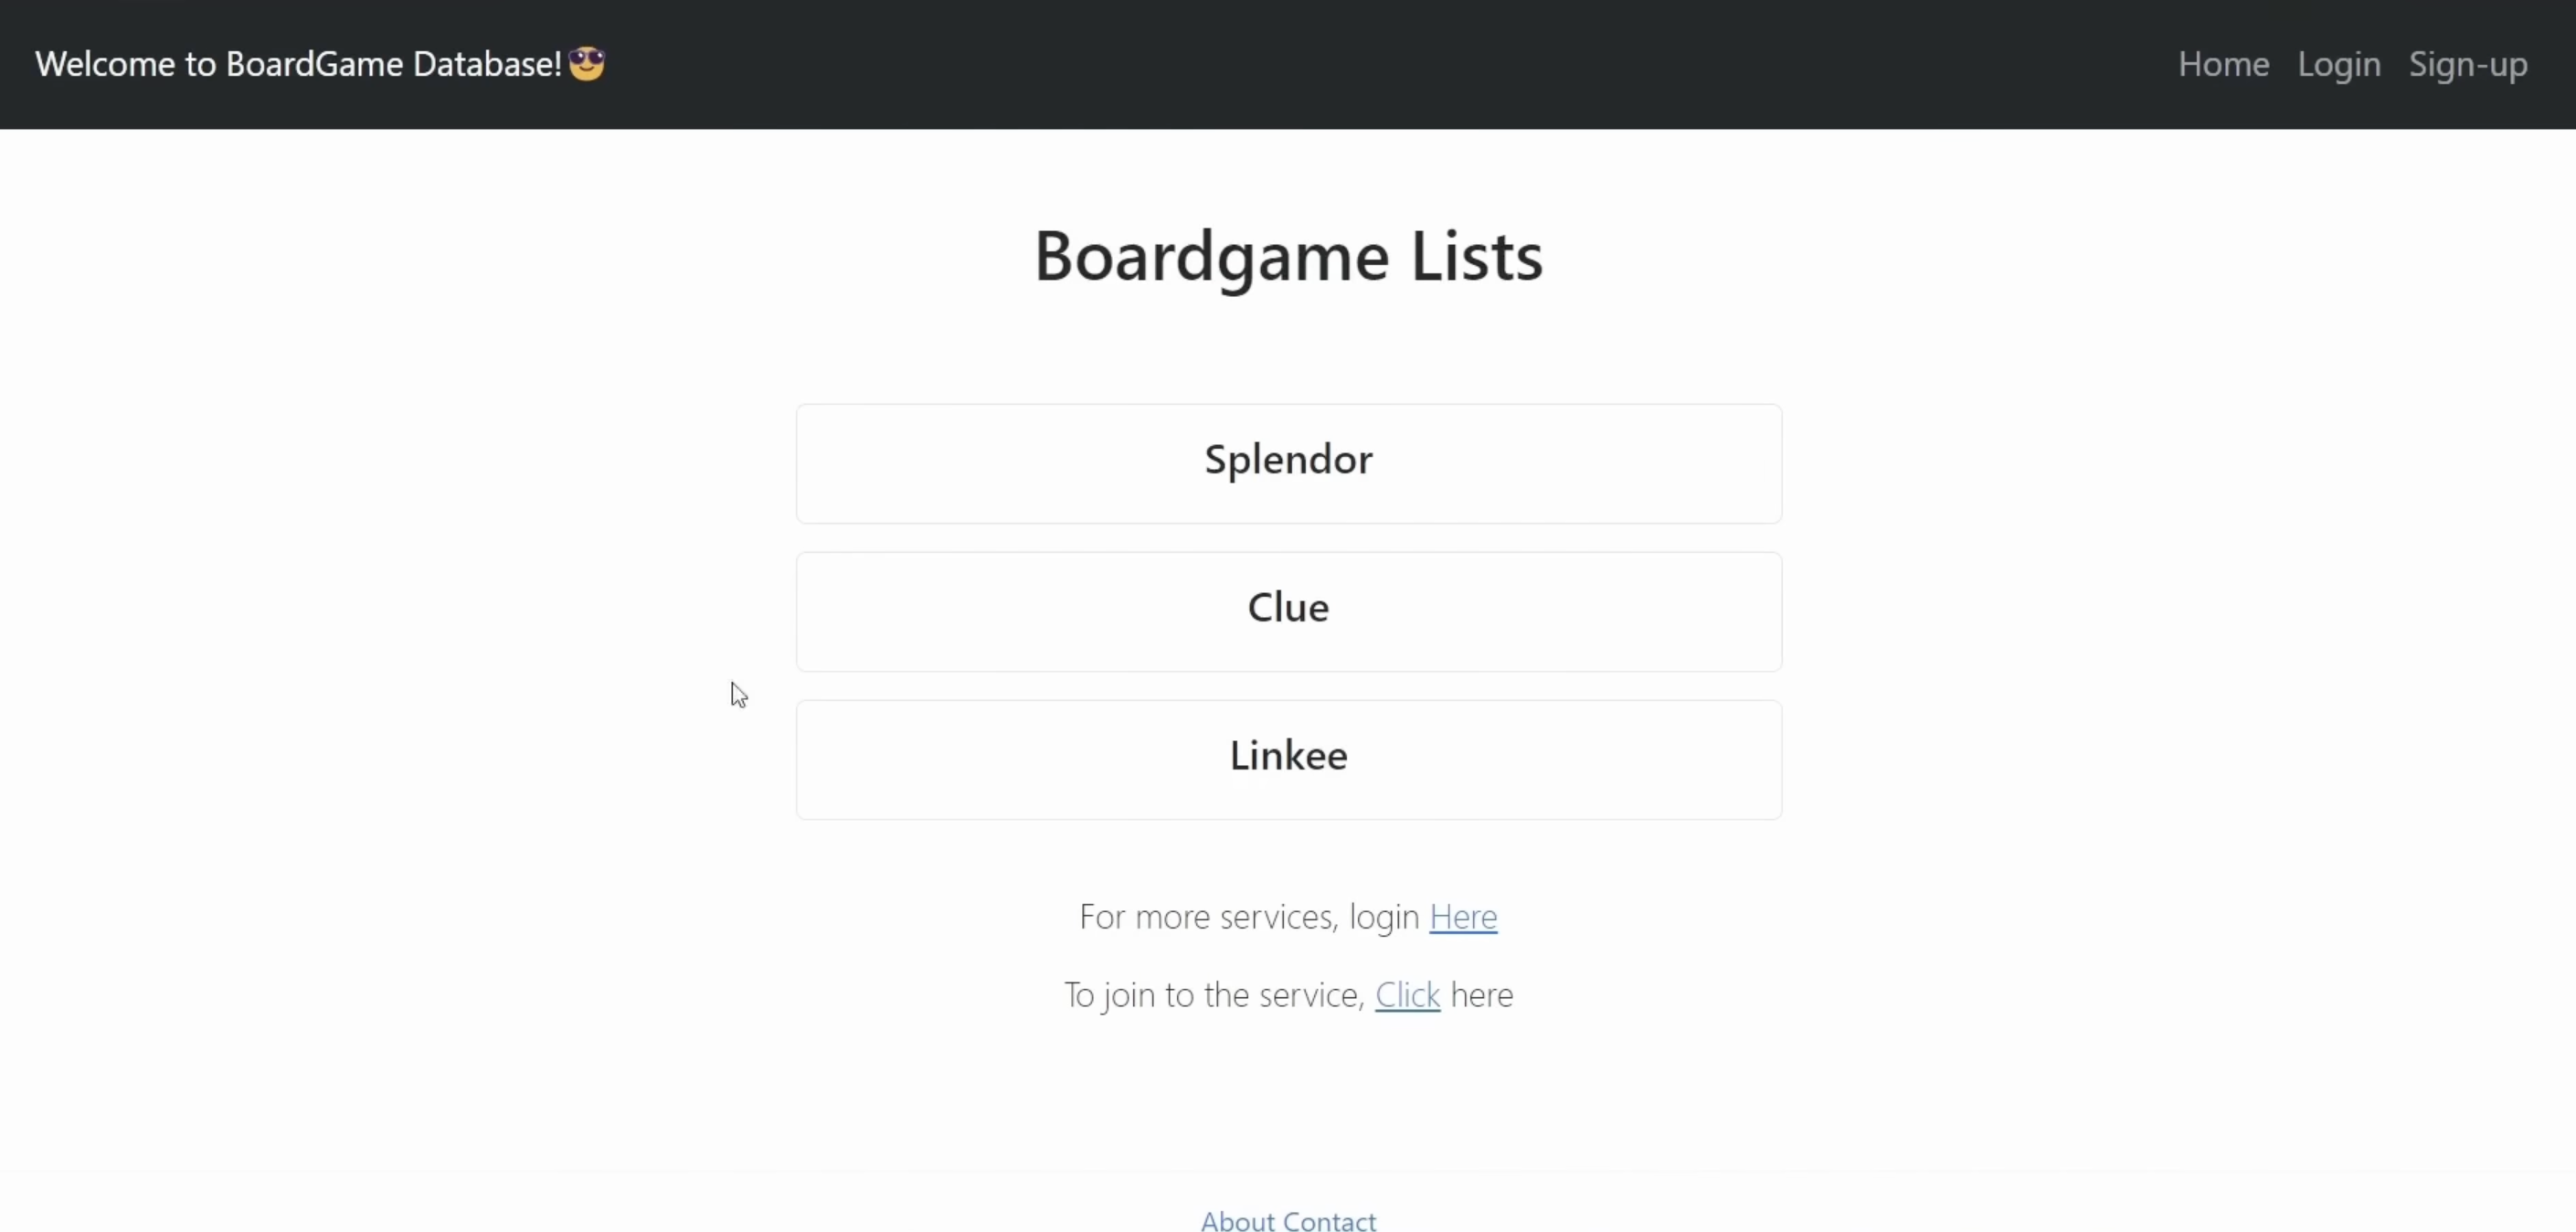 Welcome to BoardGame Database!😎 Home Login Sign-up
Boardgame Lists
Splendor
Clue
Linkee
For more services, login Here
To join to the service, Click here
About Contact